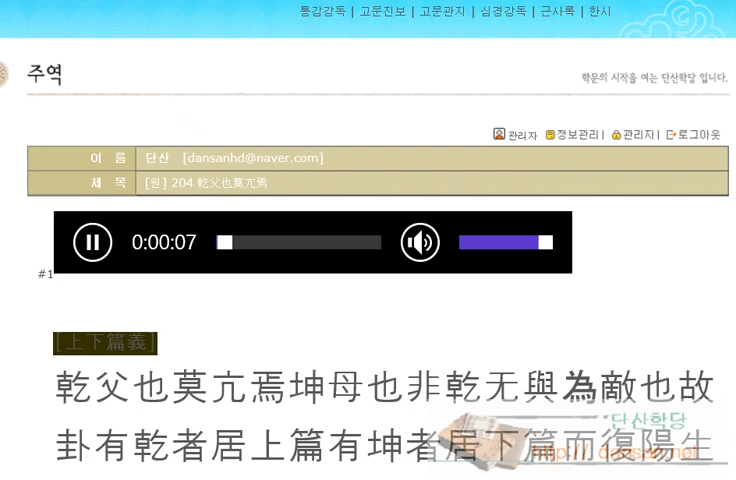 통감강독 | 고문진보 | 고문관지 | 심경강독 | 근사록 | 한시
주역
학문의 시작을 여는 단산학당 입니다.
관리자 정보관리 | 관리자 | 로그아웃
이 름 단산 [dansanhd@naver.com]
제 목 [원] 204 乾父也莫亢焉
0:00:07
#1
[上下篇義]
乾父也莫亢焉坤母也非乾无與為敵也故
단산학당
卦有乾者居上篇有坤者居下篇而復陽生